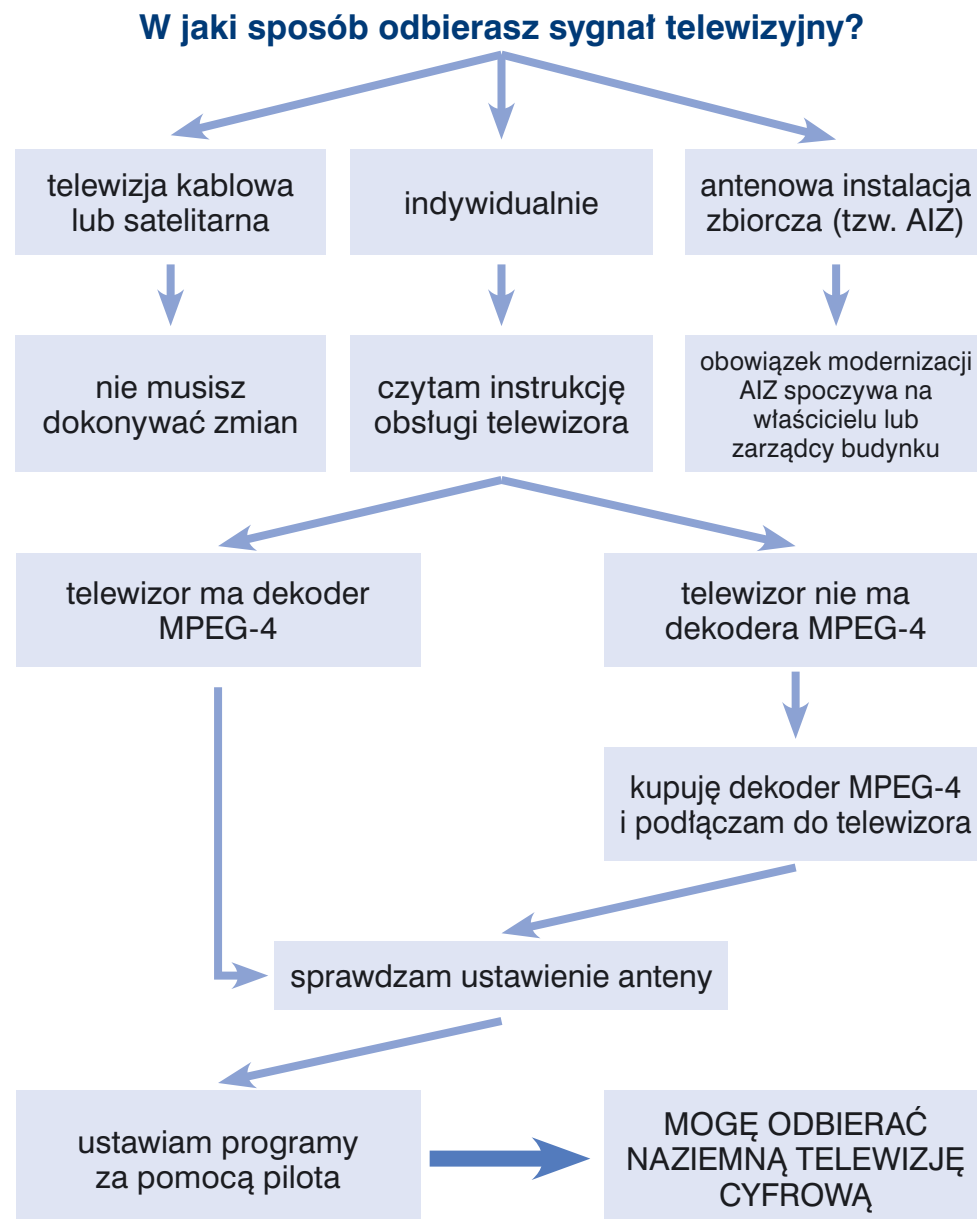 W jaki sposób odbierasz sygnał telewizyjny?
telewizja kablowa
lub satelitarna
indywidualnie
antenowa instalacja
zbiorcza (tzw. AIZ)
nie musisz
dokonywać zmian
czytam instrukcję
obsługi telewizora
obowiązek modernizacji
AIZ spoczywa na
właścicielu lub
zarządcy budynku
telewizor ma dekoder
MPEG-4
telewizor nie ma
dekodera MPEG-4
kupuję dekoder MPEG-4
i podłączam do telewizora
sprawdzam ustawienie anteny
ustawiam programy
za pomocą pilota
MOGĘ ODBIERAĆ
NAZIEMNĄ TELEWIZJĘ
CYFROWĄ